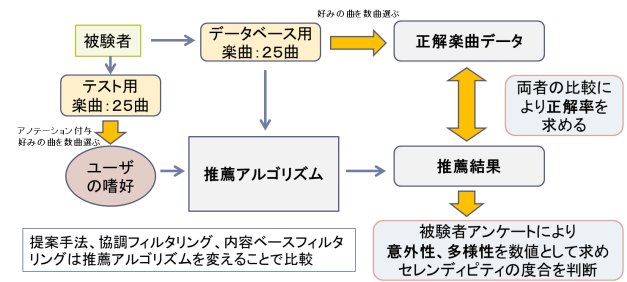 好みの曲を数曲選ぶ
被験者
データベース用
楽曲：２５曲
正解楽曲データ
テスト用
楽曲：２５曲
両者の比較に
より正解率を
求める
アノテーション付与
好みの曲を数曲選ぶ
ユーザ
の嗜好
推薦アルゴリズム
推薦結果
提案手法、協調フィルタリング、内容ベースフィルタ
リングは推薦アルゴリズムを変えることで比較
被験者アンケートにより
意外性、多様性を数値として求め
セレンディピティの度合を判断